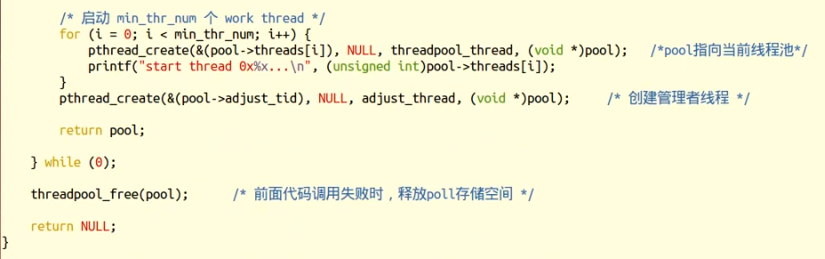 /* 启动 min_thr_num 个 work thread */
for (i = 0; i < min_thr_num; i++) {
pthread_create(&(pool->threads[i]), NULL, threadpool_thread, (void *)pool);   /*pool指向当前线程池*/
printf("start thread 0x%x...\n", (unsigned int)pool->threads[i]);
}
pthread_create(&(pool->adjust_tid), NULL, adjust_thread, (void *)pool);     /* 创建管理者线程 */
return pool;
} while (0);
threadpool_free(pool);      /* 前面代码调用失败时，释放poll存储空间 */
return NULL;
}